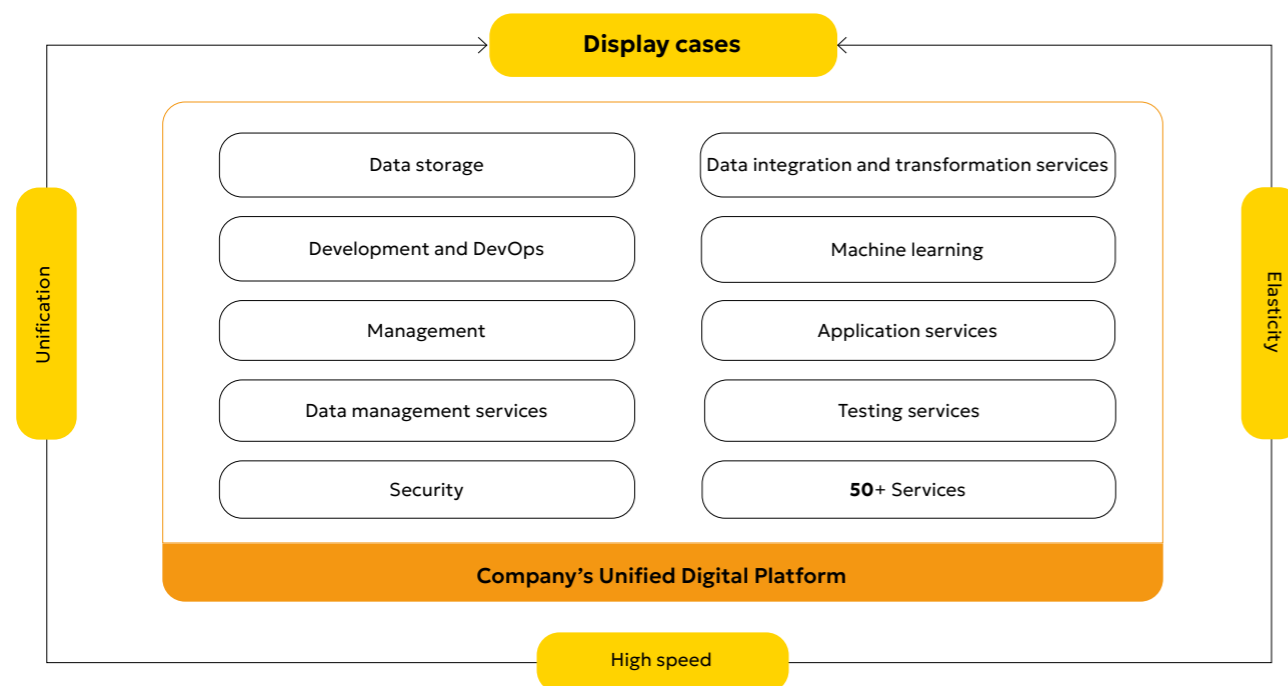 Display cases
Data storage
Data integration and transformation services
Development and DevOps
Machine learning
Management
Application services
Data management services
Testing services
Security
50+ Services
Company’s Unified Digital Platform
Unification
Elasticity
High speed